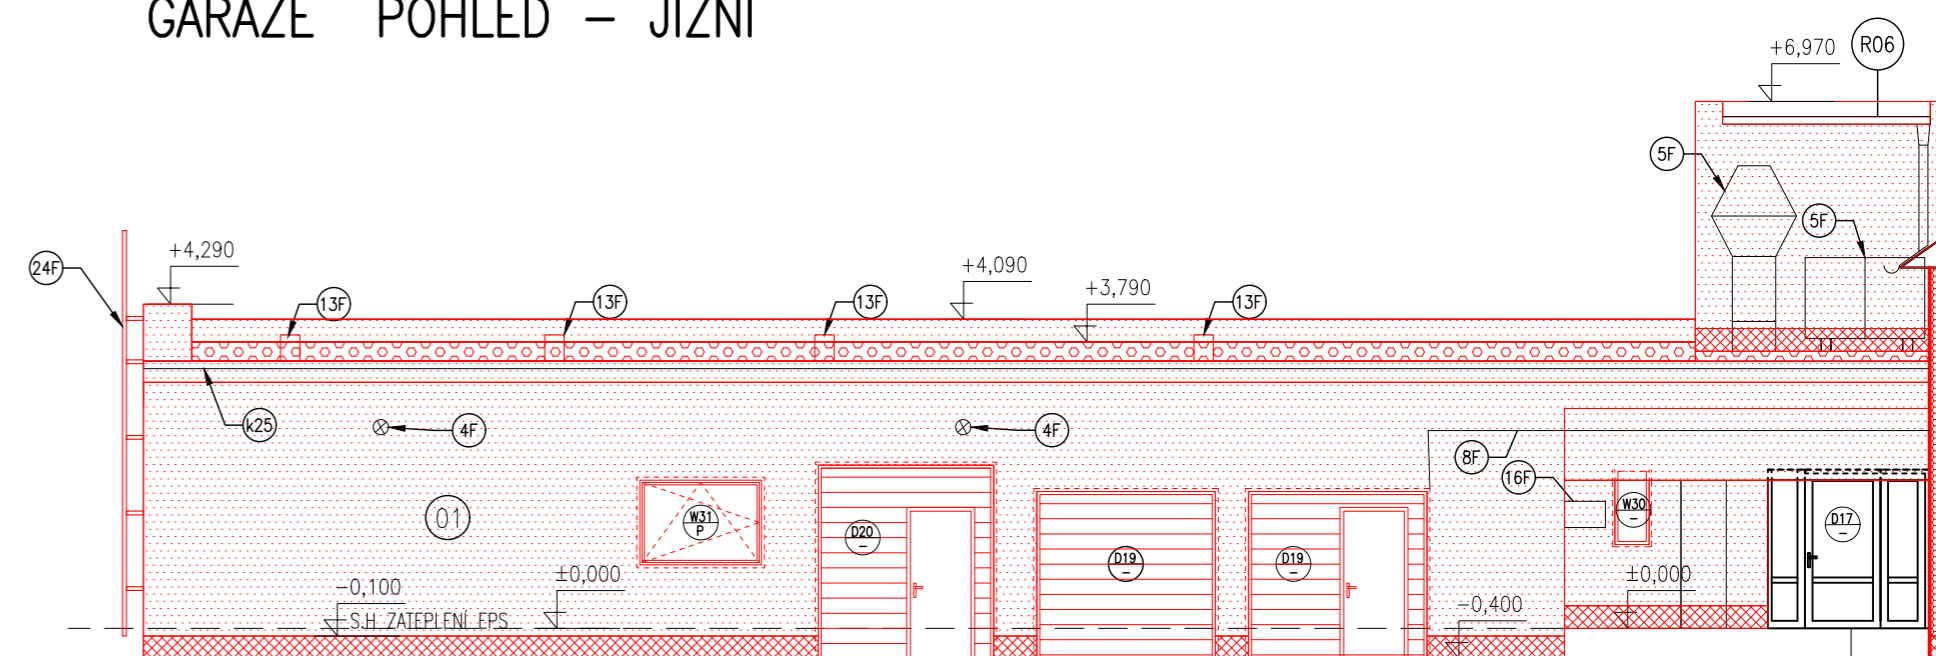 GARÁŽE POHLED – JIŽNÍ
+6,970
R06
5F
5F
24F
+4,290
+4,090
+3,790
13F
13F
13F
13F
k25
4F
4F
8F
16F
01
W31
P
D20
–
D19
–
D19
–
W30
–
D17
–
-0,100
±0,000
±0,000
-0,400
S.H. ZATEPLENÍ EPS